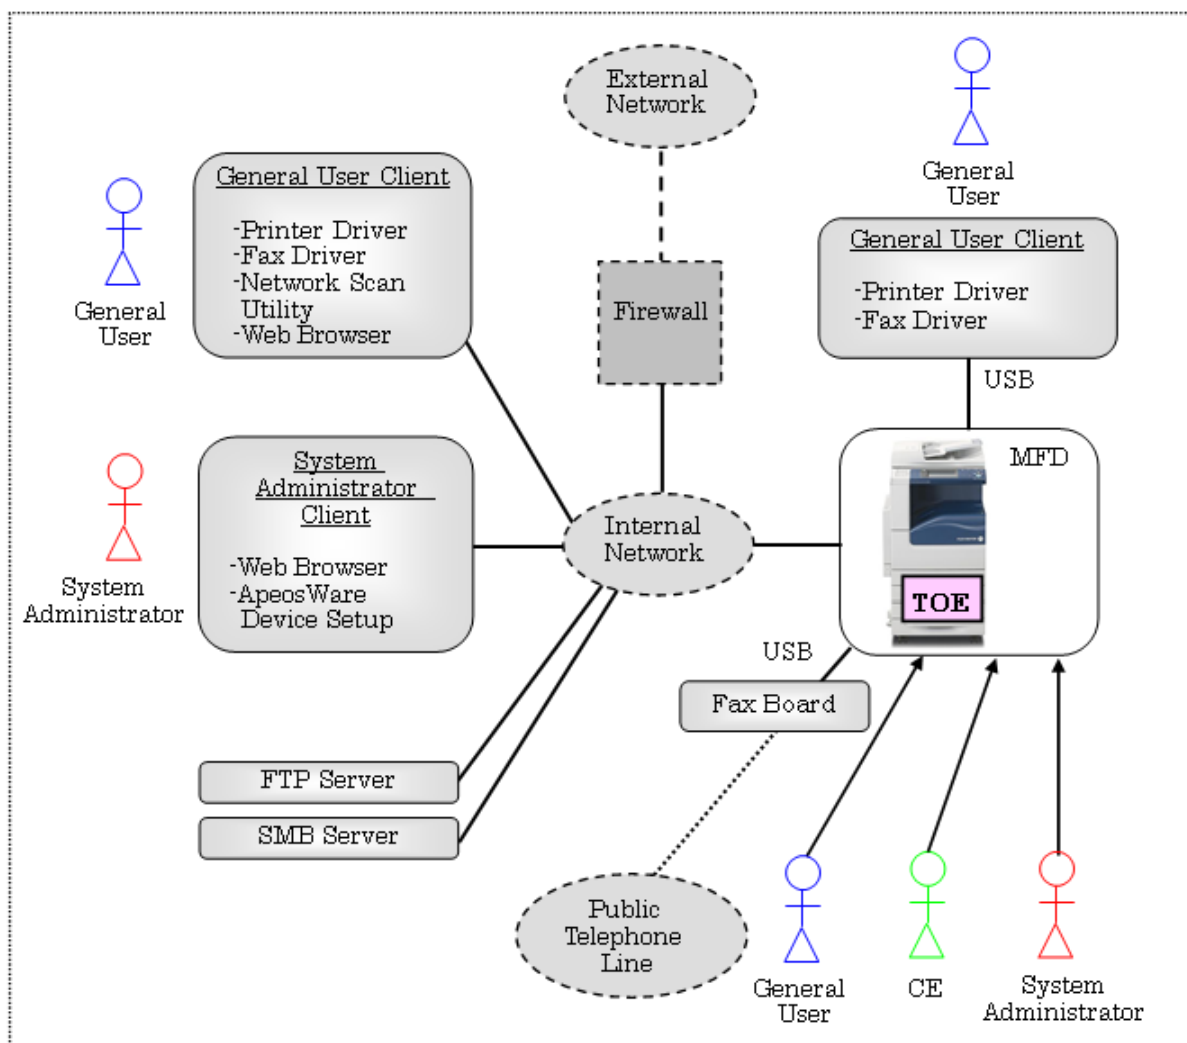 External
Network
General
User
General User Client
-Printer Driver
-Fax Driver
-Network Scan
Utility
-Web Browser
General
User
General User Client
-Printer Driver
-Fax Driver
Firewall
USB
System
Administrator
Client
-Web Browser
-ApeosWare
Device Setup
System
Administrator
Internal
Network
MFD
TOE
USB
Fax Board
FTP Server
SMB Server
Public
Telephone
Line
General
User
CE
System
Administrator